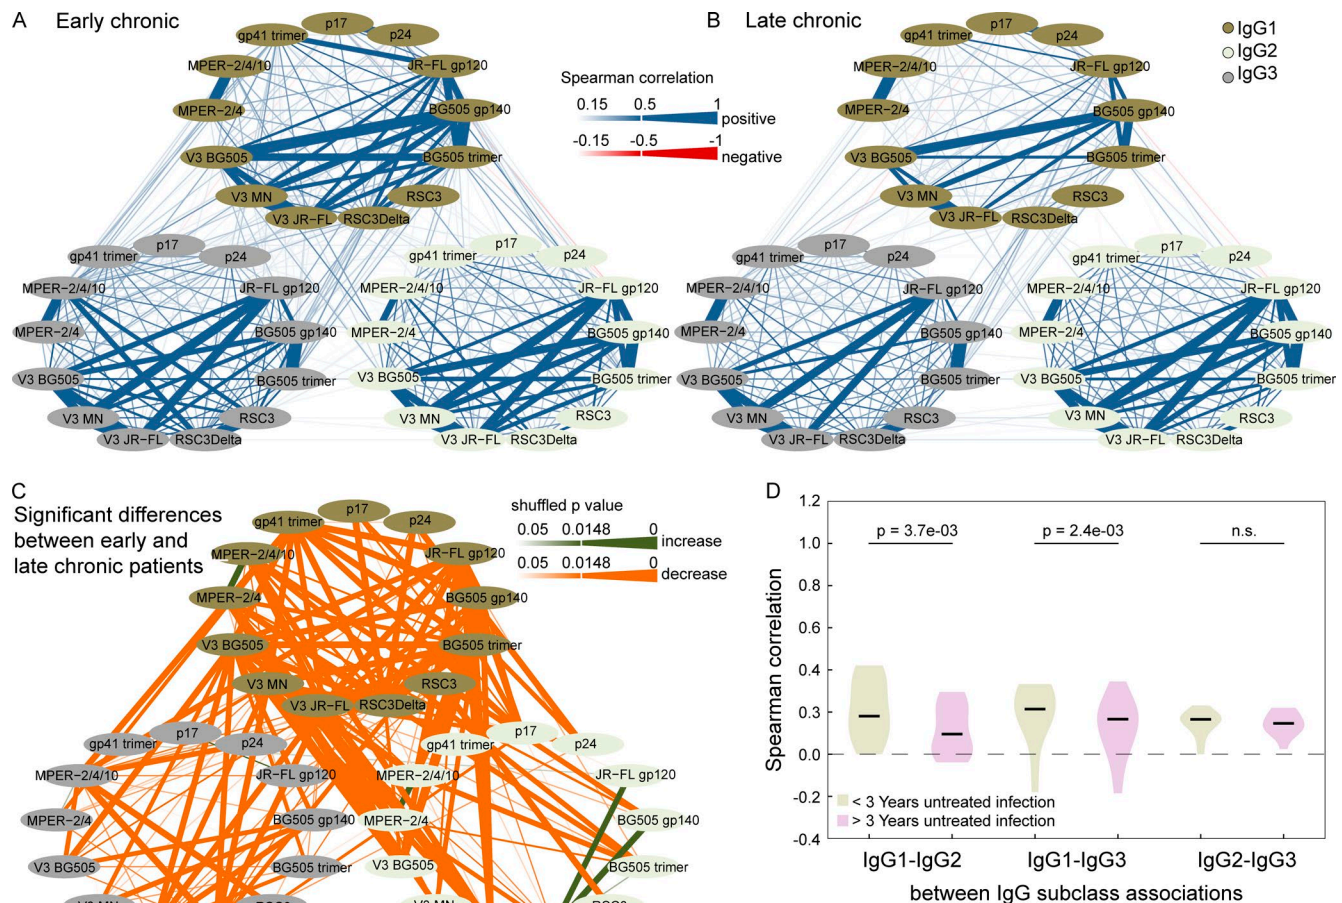 A Early chronic
p17
gp41 trimer
p24
MPER−2/4/10
JR−FL gp120
MPER−2/4
BG505 gp140
V3 BG505
BG505 trimer
V3 MN
RSC3
V3 JR−FL
RSC3Delta
p17
gp41 trimer
p24
MPER−2/4/10
JR−FL gp120
MPER−2/4
BG505 gp140
V3 BG505
BG505 trimer
V3 MN
RSC3
V3 JR−FL
RSC3Delta
p17
gp41 trimer
p24
MPER−2/4/10
JR−FL gp120
MPER−2/4
BG505 gp140
V3 BG505
BG505 trimer
V3 MN
RSC3
V3 JR−FL
RSC3Delta
Spearman correlation
0.15 0.5 1
positive
-0.15 -0.5 -1
negative
B Late chronic
IgG1
IgG2
IgG3
p17
gp41 trimer
p24
MPER−2/4/10
JR−FL gp120
MPER−2/4
BG505 gp140
V3 BG505
BG505 trimer
V3 MN
RSC3
V3 JR−FL
RSC3Delta
p17
gp41 trimer
p24
MPER−2/4/10
JR−FL gp120
MPER−2/4
BG505 gp140
V3 BG505
BG505 trimer
V3 MN
RSC3
V3 JR−FL
RSC3Delta
p17
gp41 trimer
p24
MPER−2/4/10
JR−FL gp120
MPER−2/4
BG505 gp140
V3 BG505
BG505 trimer
V3 MN
RSC3
V3 JR−FL
RSC3Delta
C
Significant differences
between early and
late chronic patients
shuffled p value
0.05 0.0148 0
increase
0.05 0.0148 0
decrease
p17
gp41 trimer
p24
MPER−2/4/10
JR−FL gp120
MPER−2/4
BG505 gp140
V3 BG505
BG505 trimer
V3 MN
RSC3
V3 JR−FL
RSC3Delta
p17
gp41 trimer
p24
MPER−2/4/10
JR−FL gp120
MPER−2/4
BG505 gp140
V3 BG505
BG505 trimer
p17
gp41 trimer
p24
MPER−2/4/10
JR−FL gp120
MPER−2/4
BG505 gp140
V3 BG505
BG505 trimer
D
Spearman correlation
1.2
1.0
0.8
0.6
0.4
0.3
0.0
-0.2
-0.4
p = 3.7e-03
p = 2.4e-03
n.s.
< 3 Years untreated infection
> 3 Years untreated infection
IgG1-IgG2
IgG1-IgG3
IgG2-IgG3
between IgG subclass associations